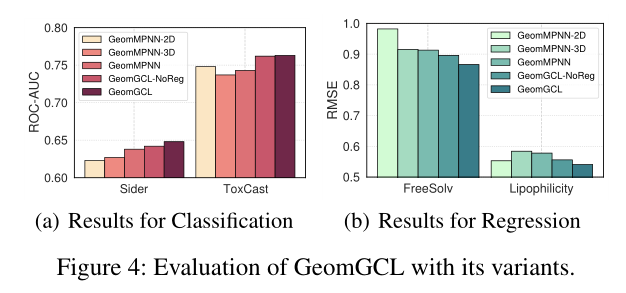 0.80
0.75
0.70
0.65
0.60
ROC-AUC
GeomMPNN-2D
GeomMPNN-3D
GeomMPNN
GeomGCL-NoReg
GeomGCL
Sider
ToxCast
(a) Results for Classification
1.0
0.9
0.8
0.7
0.6
0.5
RMSE
GeomMPNN-2D
GeomMPNN-3D
GeomMPNN
GeomGCL-NoReg
GeomGCL
FreeSolv
Lipophilicity
(b) Results for Regression
Figure 4: Evaluation of GeomGCL with its variants.